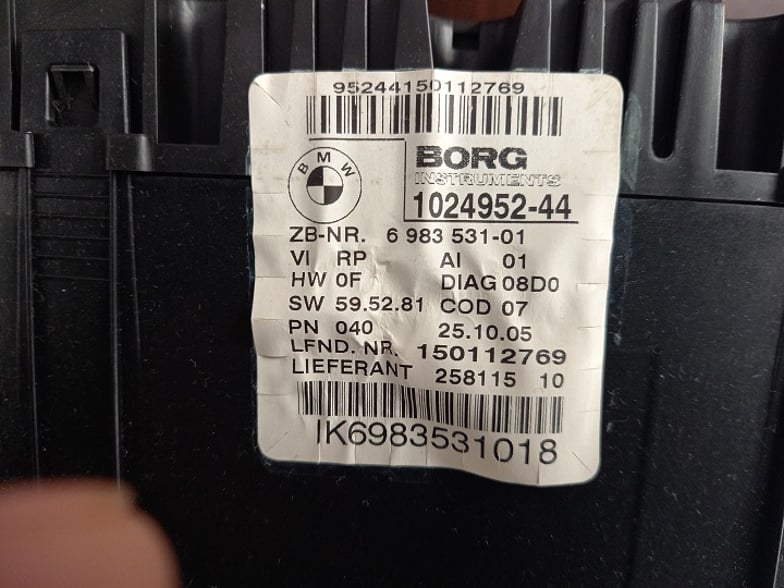 95244150112769
BMW
BORG
INSTRUMENTS
1024952-44
ZB-NR. 6 983 531-01
VI RP AI 01
HW 0F DIAG 08D0
SW 59.52.81 COD 07
PN 040 25.10.05
LFND. NR. 150112769
LIEFERANT 258115 10
IK6983531018